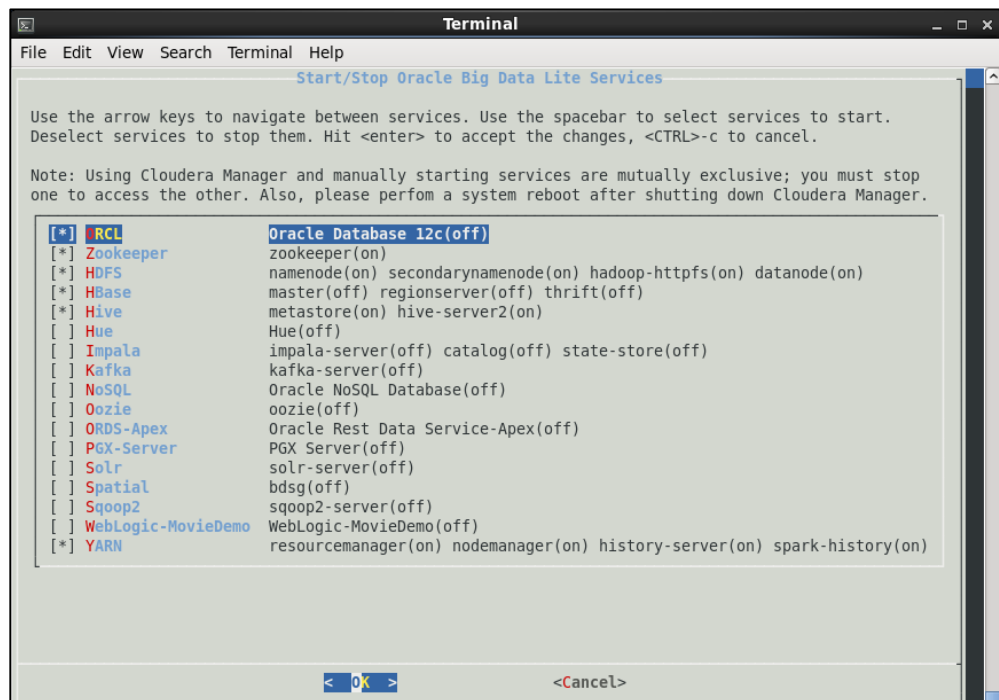 Terminal
File Edit View Search Terminal Help
Start/Stop Oracle Big Data Lite Services
Use the arrow keys to navigate between services. Use the spacebar to select services to start.
Deselect services to stop them. Hit <enter> to accept the changes, <CTRL>-c to cancel.
Note: Using Cloudera Manager and manually starting services are mutually exclusive; you must stop
one to access the other. Also, please perfom a system reboot after shutting down Cloudera Manager.
[*] ORCL Oracle Database 12c(off)
[*] Zookeeper zookeeper(on)
[*] HDFS namenode(on) secondarynamenode(on) hadoop-httpfs(on) datanode(on)
[*] HBase master(off) regionserver(off) thrift(off)
[*] Hive metastore(on) hive-server2(on)
[ ] Hue Hue(off)
[ ] Impala impala-server(off) catalog(off) state-store(off)
[ ] Kafka kafka-server(off)
[ ] NoSQL Oracle NoSQL Database(off)
[ ] Oozie oozie(off)
[ ] ORDS-Apex Oracle Rest Data Service-Apex(off)
[ ] PGX-Server PGX Server(off)
[ ] Solr solr-server(off)
[ ] Spatial bdsg(off)
[ ] Sqoop2 sqoop2-server(off)
[ ] WebLogic-MovieDemo WebLogic-MovieDemo(off)
[*] YARN resourcemanager(on) nodemanager(on) history-server(on) spark-history(on)
< OK > <Cancel>